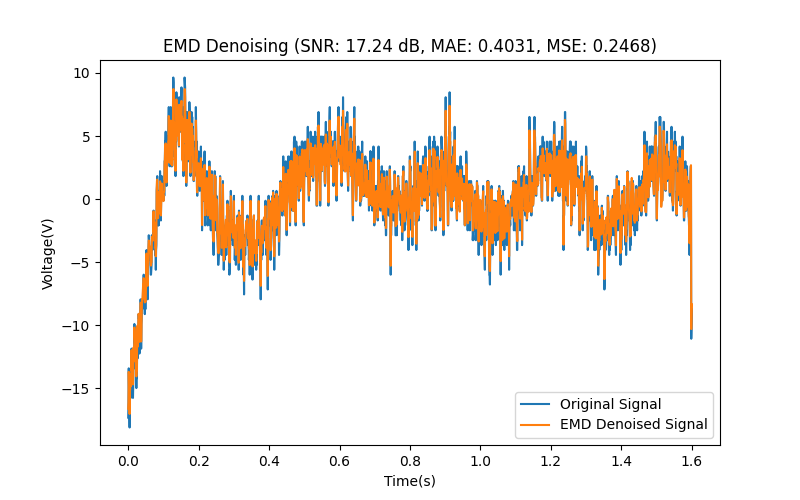 EMD Denoising (SNR: 17.24 dB, MAE: 0.4031, MSE: 0.2468)
10
5
0
−5
−10
−15
Voltage(V)
0.0 0.2 0.4 0.6 0.8 1.0 1.2 1.4 1.6
Time(s)
Original Signal
EMD Denoised Signal